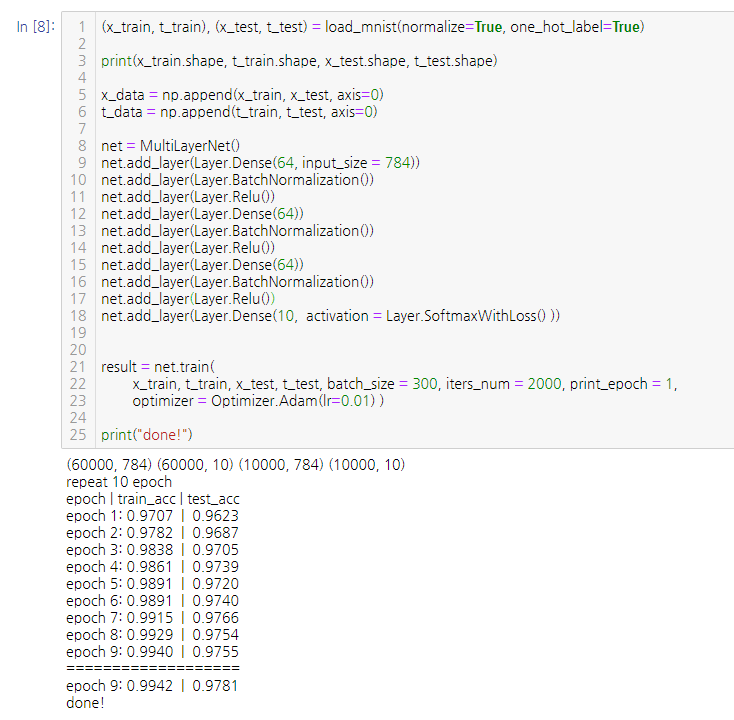 In [8]:
1 (x_train, t_train), (x_test, t_test) = load_mnist(normalize=True, one_hot_label=True)
2
3 print(x_train.shape, t_train.shape, x_test.shape, t_test.shape)
4
5 x_data = np.append(x_train, x_test, axis=0)
6 t_data = np.append(t_train, t_test, axis=0)
7
8 net = MultiLayerNet()
9 net.add_layer(Layer.Dense(64, input_size = 784))
10 net.add_layer(Layer.BatchNormalization())
11 net.add_layer(Layer.Relu())
12 net.add_layer(Layer.Dense(64))
13 net.add_layer(Layer.BatchNormalization())
14 net.add_layer(Layer.Relu())
15 net.add_layer(Layer.Dense(64))
16 net.add_layer(Layer.BatchNormalization())
17 net.add_layer(Layer.Relu())
18 net.add_layer(Layer.Dense(10,  activation = Layer.SoftmaxWithLoss() ))
19
20
21 result = net.train(
22     x_train, t_train, x_test, t_test, batch_size = 300, iters_num = 2000, print_epoch = 1,
23     optimizer = Optimizer.Adam(lr=0.01) )
24
25 print("done!")
(60000, 784) (60000, 10) (10000, 784) (10000, 10)
repeat 10 epoch
epoch | train_acc | test_acc
epoch 1: 0.9707 | 0.9623
epoch 2: 0.9782 | 0.9687
epoch 3: 0.9838 | 0.9705
epoch 4: 0.9861 | 0.9739
epoch 5: 0.9891 | 0.9720
epoch 6: 0.9891 | 0.9740
epoch 7: 0.9915 | 0.9766
epoch 8: 0.9929 | 0.9754
epoch 9: 0.9940 | 0.9755
===================
epoch 9: 0.9942 | 0.9781
done!